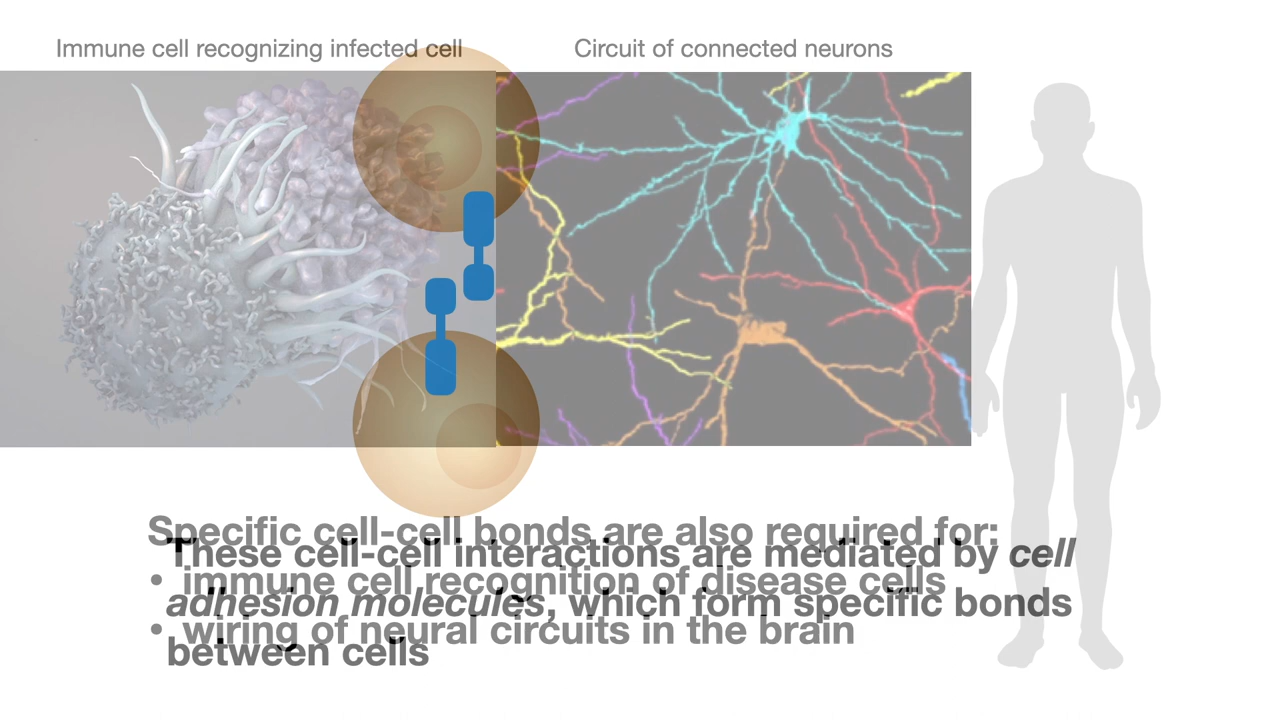 Immune cell recognizing infected cell
Circuit of connected neurons
Specific cell-cell bonds are also required for:
• immune cell recognition of disease cells
• wiring of neural circuits in the brain
These cell-cell interactions are mediated by cell
adhesion molecules, which form specific bonds
between cells